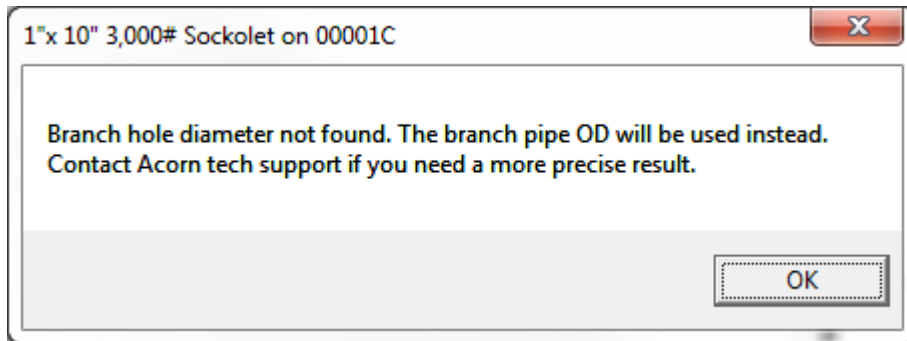 1"x 10" 3,000# Sockolet on 00001C
Branch hole diameter not found. The branch pipe OD will be used instead.
Contact Acorn tech support if you need a more precise result.
OK